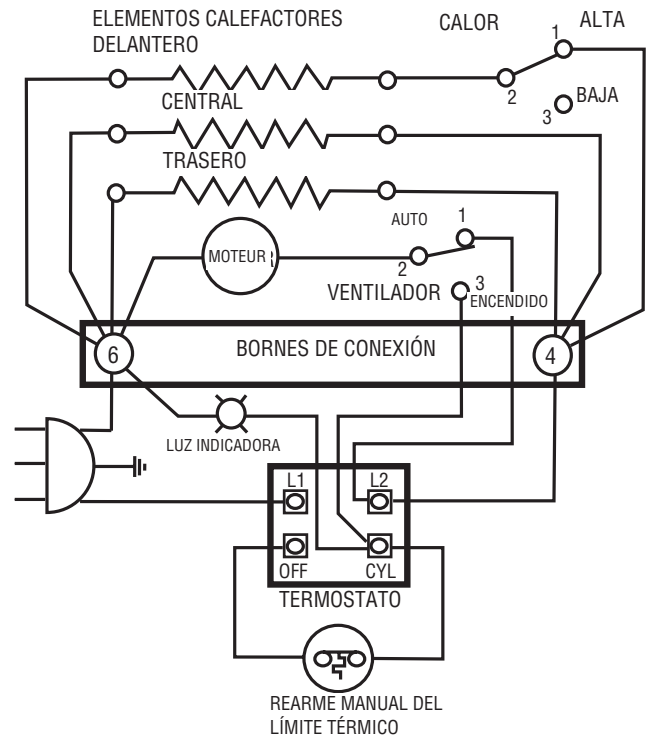 ELEMENTOS CALEFACTORES
DELANTERO
CALOR
ALTA
1
2
BAJA
3
CENTRAL
TRASERO
AUTO
1
MOTEUR
2
3
VENTILADOR
ENCENDIDO
6
BORNES DE CONEXIÓN
4
LUZ INDICADORA
L1
L2
OFF
CYL
TERMOSTATO
REARME MANUAL DEL
LÍMITE TÉRMICO